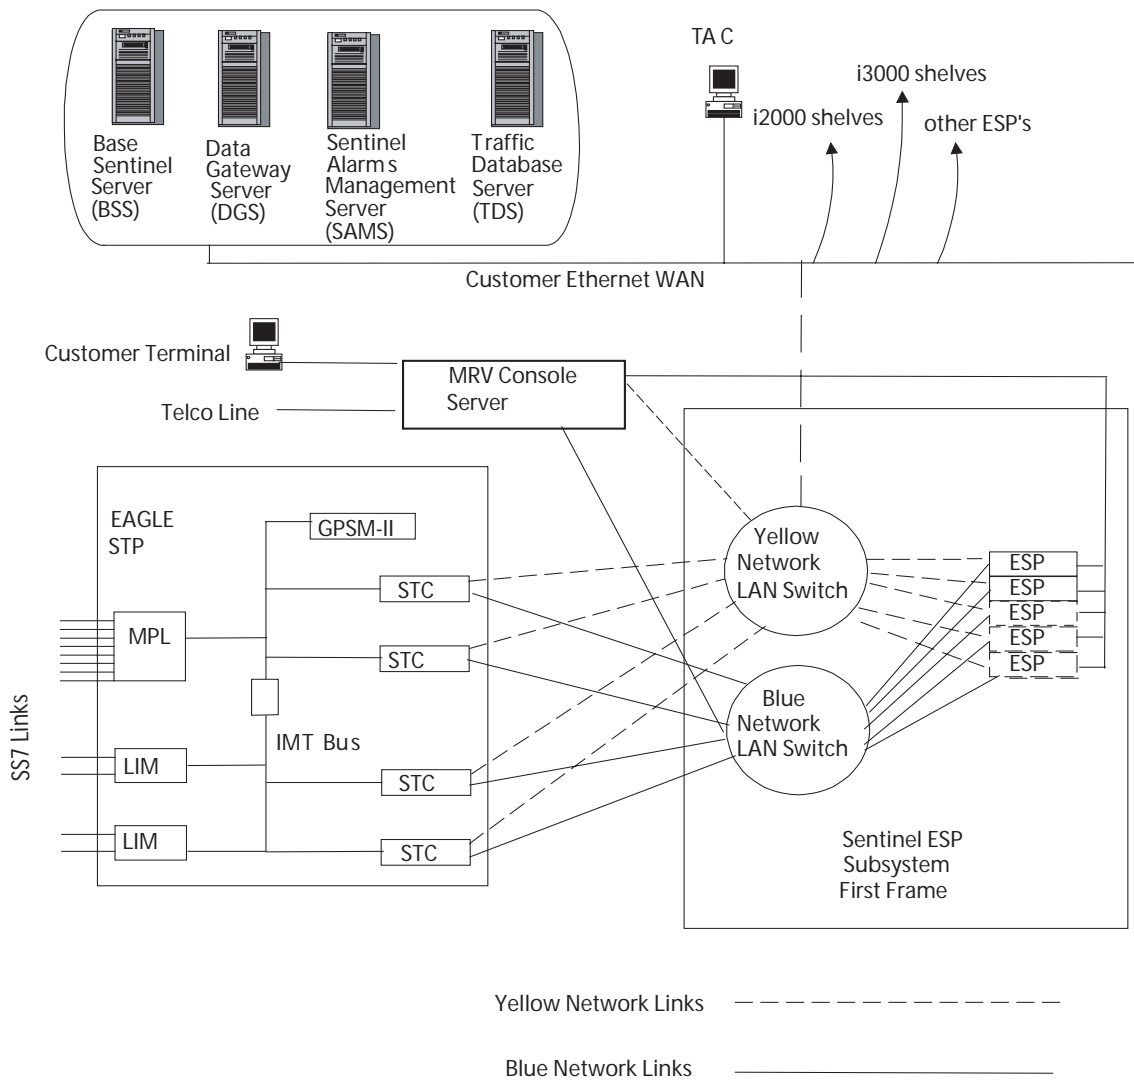 TAC
i3000 shelves
i2000 shelves
other ESP's
Base
Sentinel
Server
(BSS)
Data
Gateway
Server
(DGS)
Sentinel
Alarms
Management
Server
(SAMS)
Traffic
Database
Server
(TDS)
Customer Ethernet WAN
Customer Terminal
Telco Line
MRV Console
Server
EAGLE
STP
GPSM-II
STC
STC
STC
STC
MPL
LIM
LIM
IMT Bus
SS7 Links
Yellow
Network
LAN Switch
Blue
Network
LAN Switch
ESP
ESP
ESP
ESP
ESP
Sentinel ESP
Subsystem
First Frame
Yellow Network Links
Blue Network Links